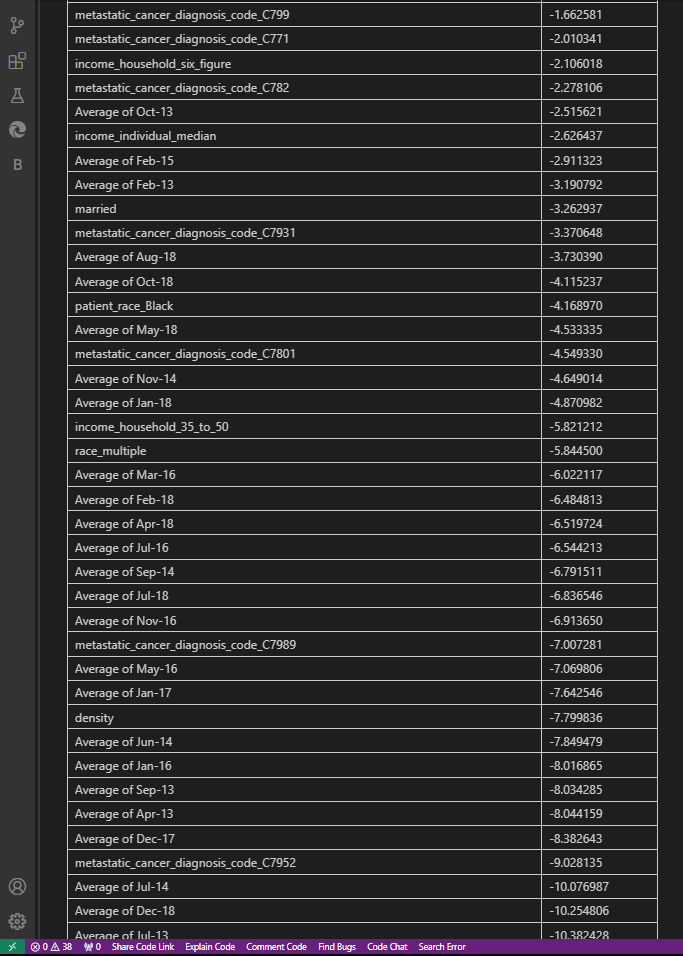 metastatic_cancer_diagnosis_code_C799 -1.662581
metastatic_cancer_diagnosis_code_C771 -2.010341
income_household_six_figure -2.106018
metastatic_cancer_diagnosis_code_C782 -2.278106
Average of Oct-13 -2.515621
income_individual_median -2.626437
Average of Feb-15 -2.911323
Average of Feb-13 -3.190792
married -3.262937
metastatic_cancer_diagnosis_code_C7931 -3.370648
Average of Aug-18 -3.730390
Average of Oct-18 -4.115237
patient_race_Black -4.168970
Average of May-18 -4.533335
metastatic_cancer_diagnosis_code_C7801 -4.549330
Average of Nov-14 -4.649014
Average of Jan-18 -4.870982
income_household_35_to_50 -5.821212
race_multiple -5.844500
Average of Mar-16 -6.022117
Average of Feb-18 -6.484813
Average of Apr-18 -6.519724
Average of Jul-16 -6.544213
Average of Sep-14 -6.791511
Average of Jul-18 -6.836546
Average of Nov-16 -6.913650
metastatic_cancer_diagnosis_code_C7989 -7.007281
Average of May-16 -7.069806
Average of Jan-17 -7.642546
density -7.799836
Average of Jun-14 -7.849479
Average of Jan-16 -8.016865
Average of Sep-13 -8.034285
Average of Apr-13 -8.044159
Average of Dec-17 -8.382643
metastatic_cancer_diagnosis_code_C7952 -9.028135
Average of Jul-14 -10.076987
Average of Dec-18 -10.254806
Average of Jul-13 -10.382428
B
0 38 0 Share Code Link Explain Code Comment Code Find Bugs Code Chat Search Error